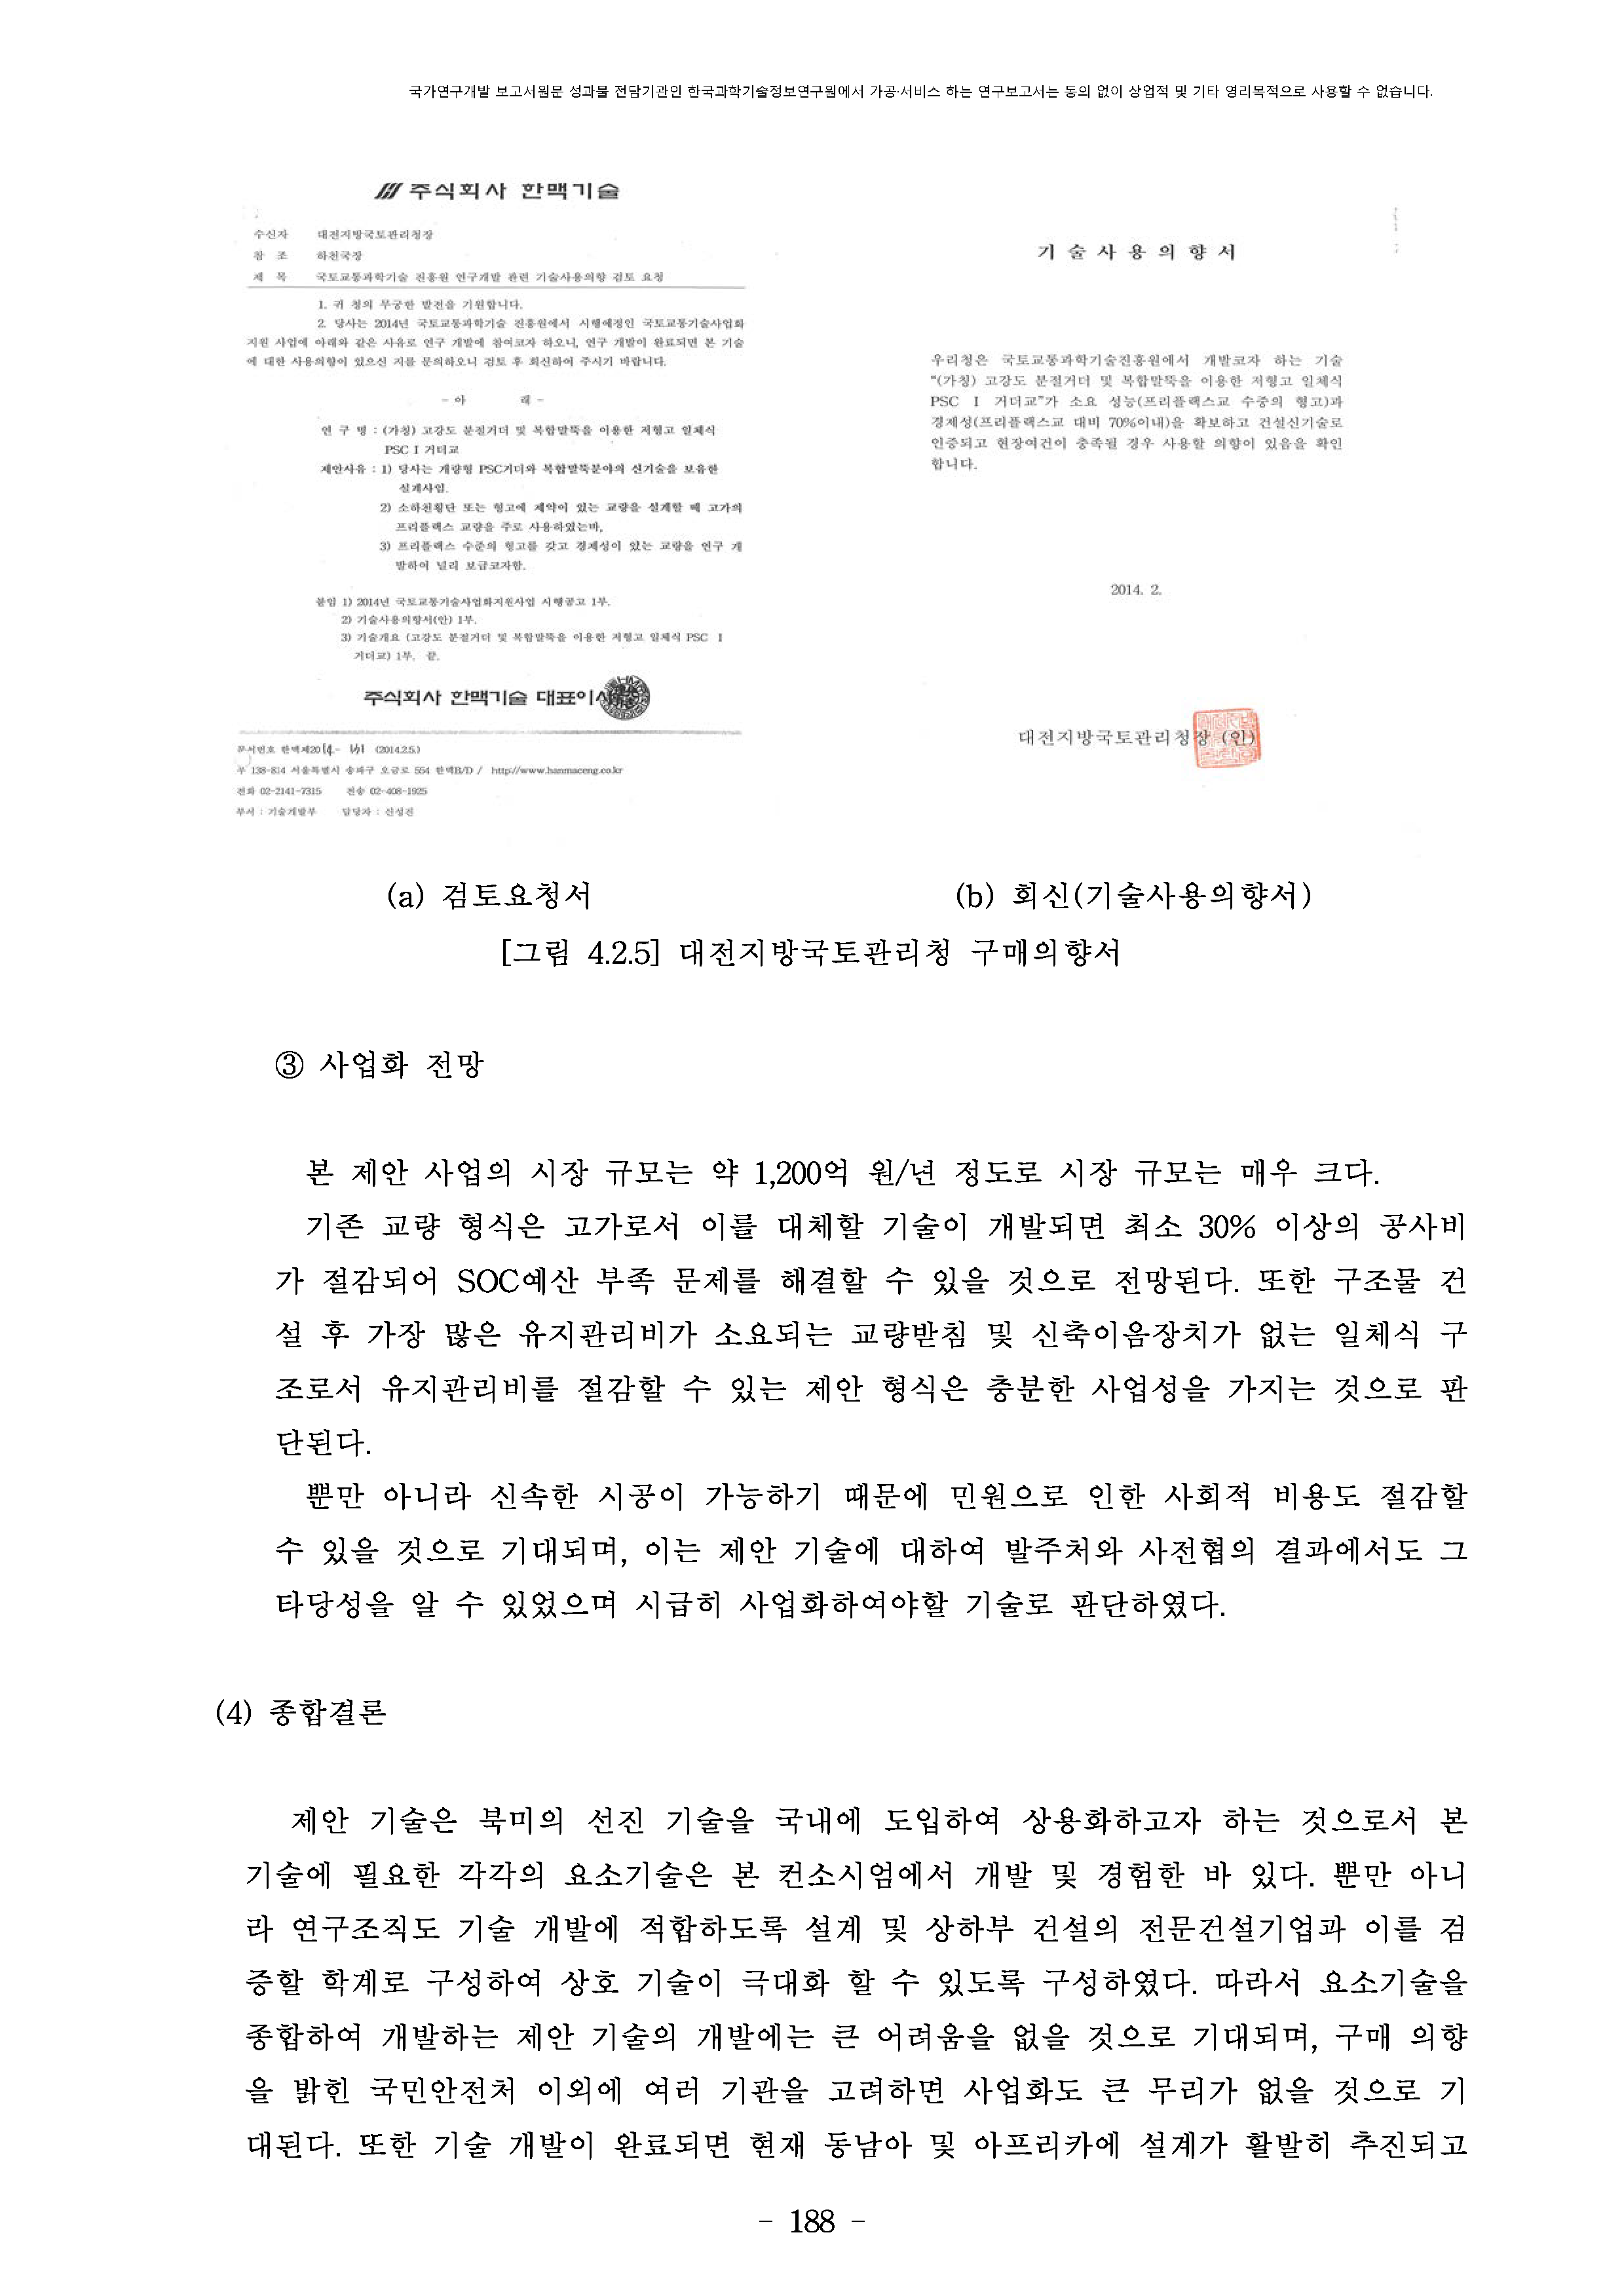 국가연구개발 보고서원문 성과물 전담기관인 한국과학기술정보연구원에서 가공·서비스 하는 연구보고서는 동의 없이 상업적 및 기타 영리목적으로 사용할 수 없습니다.
주식회사 한맥기술
수신자 대전지방국토관리청장
참 조 하천국장
제 목 국토교통과학기술 진흥원 연구개발 관련 기술사용의향 검토 요청
1. 귀 청의 무궁한 발전을 기원합니다.
2. 당사는 2014년 국토교통과학기술 진흥원에서 시행예정인 국토교통기술사업화
지원 사업에 아래와 같은 사유로 연구 개발에 참여코자 하오니, 연구 개발이 완료되면 본 기술
에 대한 사용의향이 있으신 지를 문의하오니 검토 후 회신하여 주시기 바랍니다.
- 아 래 -
연 구 명 : (가칭) 고강도 분절거더 및 복합말뚝을 이용한 저형고 일체식
PSC I 거더교
제안사유 : 1) 당사는 개량형 PSC거더와 복합말뚝분야의 신기술을 보유한
설계사임.
2) 소하천횡단 또는 형고에 제약이 있는 교량을 설계할 때 고가의
프리플렉스 교량을 주로 사용하였는바,
3) 프리플렉스 수준의 형고를 갖고 경제성이 있는 교량을 연구 개
발하여 널리 보급코자함.
붙임 1) 2014년 국토교통기술사업화지원사업 시행공고 1부.
2) 기술사용의향서(안) 1부.
3) 기술개요 (고강도 분절거더 및 복합말뚝을 이용한 저형고 일체식 PSC I
거더교) 1부. 끝.
주식회사 한맥기술 대표이사
문서번호 한맥제2014- (2014.2.5.)
우 138-814 서울특별시 송파구 오금로 554 한맥B/D / http://www.hanmaceng.co.kr
전화 02-2141-7315 전송 02-408-1925
부서 : 기술개발부 담당자 : 신성진
기 술 사 용 의 향 서
우리청은 국토교통과학기술진흥원에서 개발코자 하는 기술
"(가칭) 고강도 분절거더 및 복합말뚝을 이용한 저형고 일체식
PSC I 거더교"가 소요 성능(프리플랙스교 수중의 형고)과
경제성(프리플랙스교 대비 70%이내)을 확보하고 건설신기술로
인증되고 현장여건이 충족될 경우 사용할 의향이 있음을 확인
합니다.
2014. 2.
대전지방국토관리청장 (인)
(a) 검토요청서
(b) 회신(기술사용의향서)
[그림 4.2.5] 대전지방국토관리청 구매의향서
③ 사업화 전망
본 제안 사업의 시장 규모는 약 1,200억 원/년 정도로 시장 규모는 매우 크다.
기존 교량 형식은 고가로서 이를 대체할 기술이 개발되면 최소 30% 이상의 공사비
가 절감되어 SOC예산 부족 문제를 해결할 수 있을 것으로 전망된다. 또한 구조물 건
설 후 가장 많은 유지관리비가 소요되는 교량받침 및 신축이음장치가 없는 일체식 구
조로서 유지관리비를 절감할 수 있는 제안 형식은 충분한 사업성을 가지는 것으로 판
단된다.
뿐만 아니라 신속한 시공이 가능하기 때문에 민원으로 인한 사회적 비용도 절감할
수 있을 것으로 기대되며, 이는 제안 기술에 대하여 발주처와 사전협의 결과에서도 그
타당성을 알 수 있었으며 시급히 사업화하여야할 기술로 판단하였다.
(4) 종합결론
제안 기술은 북미의 선진 기술을 국내에 도입하여 상용화하고자 하는 것으로서 본
기술에 필요한 각각의 요소기술은 본 컨소시엄에서 개발 및 경험한 바 있다. 뿐만 아니
라 연구조직도 기술 개발에 적합하도록 설계 및 상하부 건설의 전문건설기업과 이를 검
증할 학계로 구성하여 상호 기술이 극대화 할 수 있도록 구성하였다. 따라서 요소기술을
종합하여 개발하는 제안 기술의 개발에는 큰 어려움을 없을 것으로 기대되며, 구매 의향
을 밝힌 국민안전처 이외에 여러 기관을 고려하면 사업화도 큰 무리가 없을 것으로 기
대된다. 또한 기술 개발이 완료되면 현재 동남아 및 아프리카에 설계가 활발히 추진되고
- 188 -